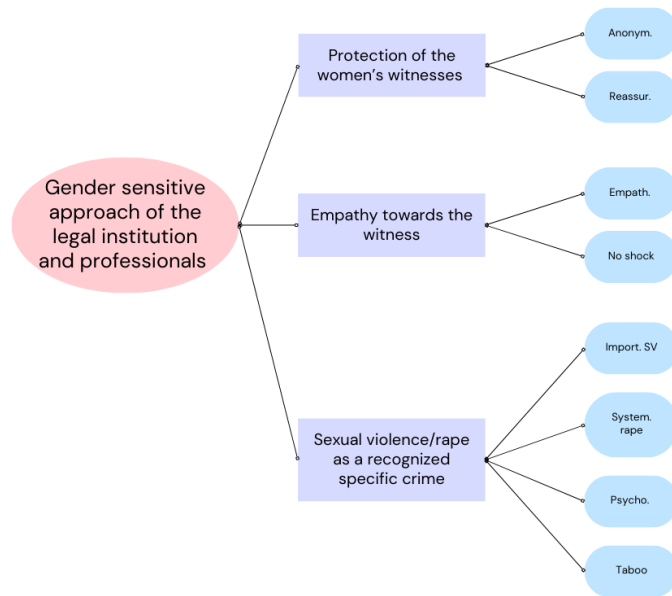 Gender sensitive
approach of the
legal institution
and professionals
Protection of the
women's witnesses
Anonym.
Reassur.
Empathy towards the
witness
Empath.
No shock
Sexual violence/rape
as a recognized
specific crime
Import. SV
System.
rape
Psycho.
Taboo